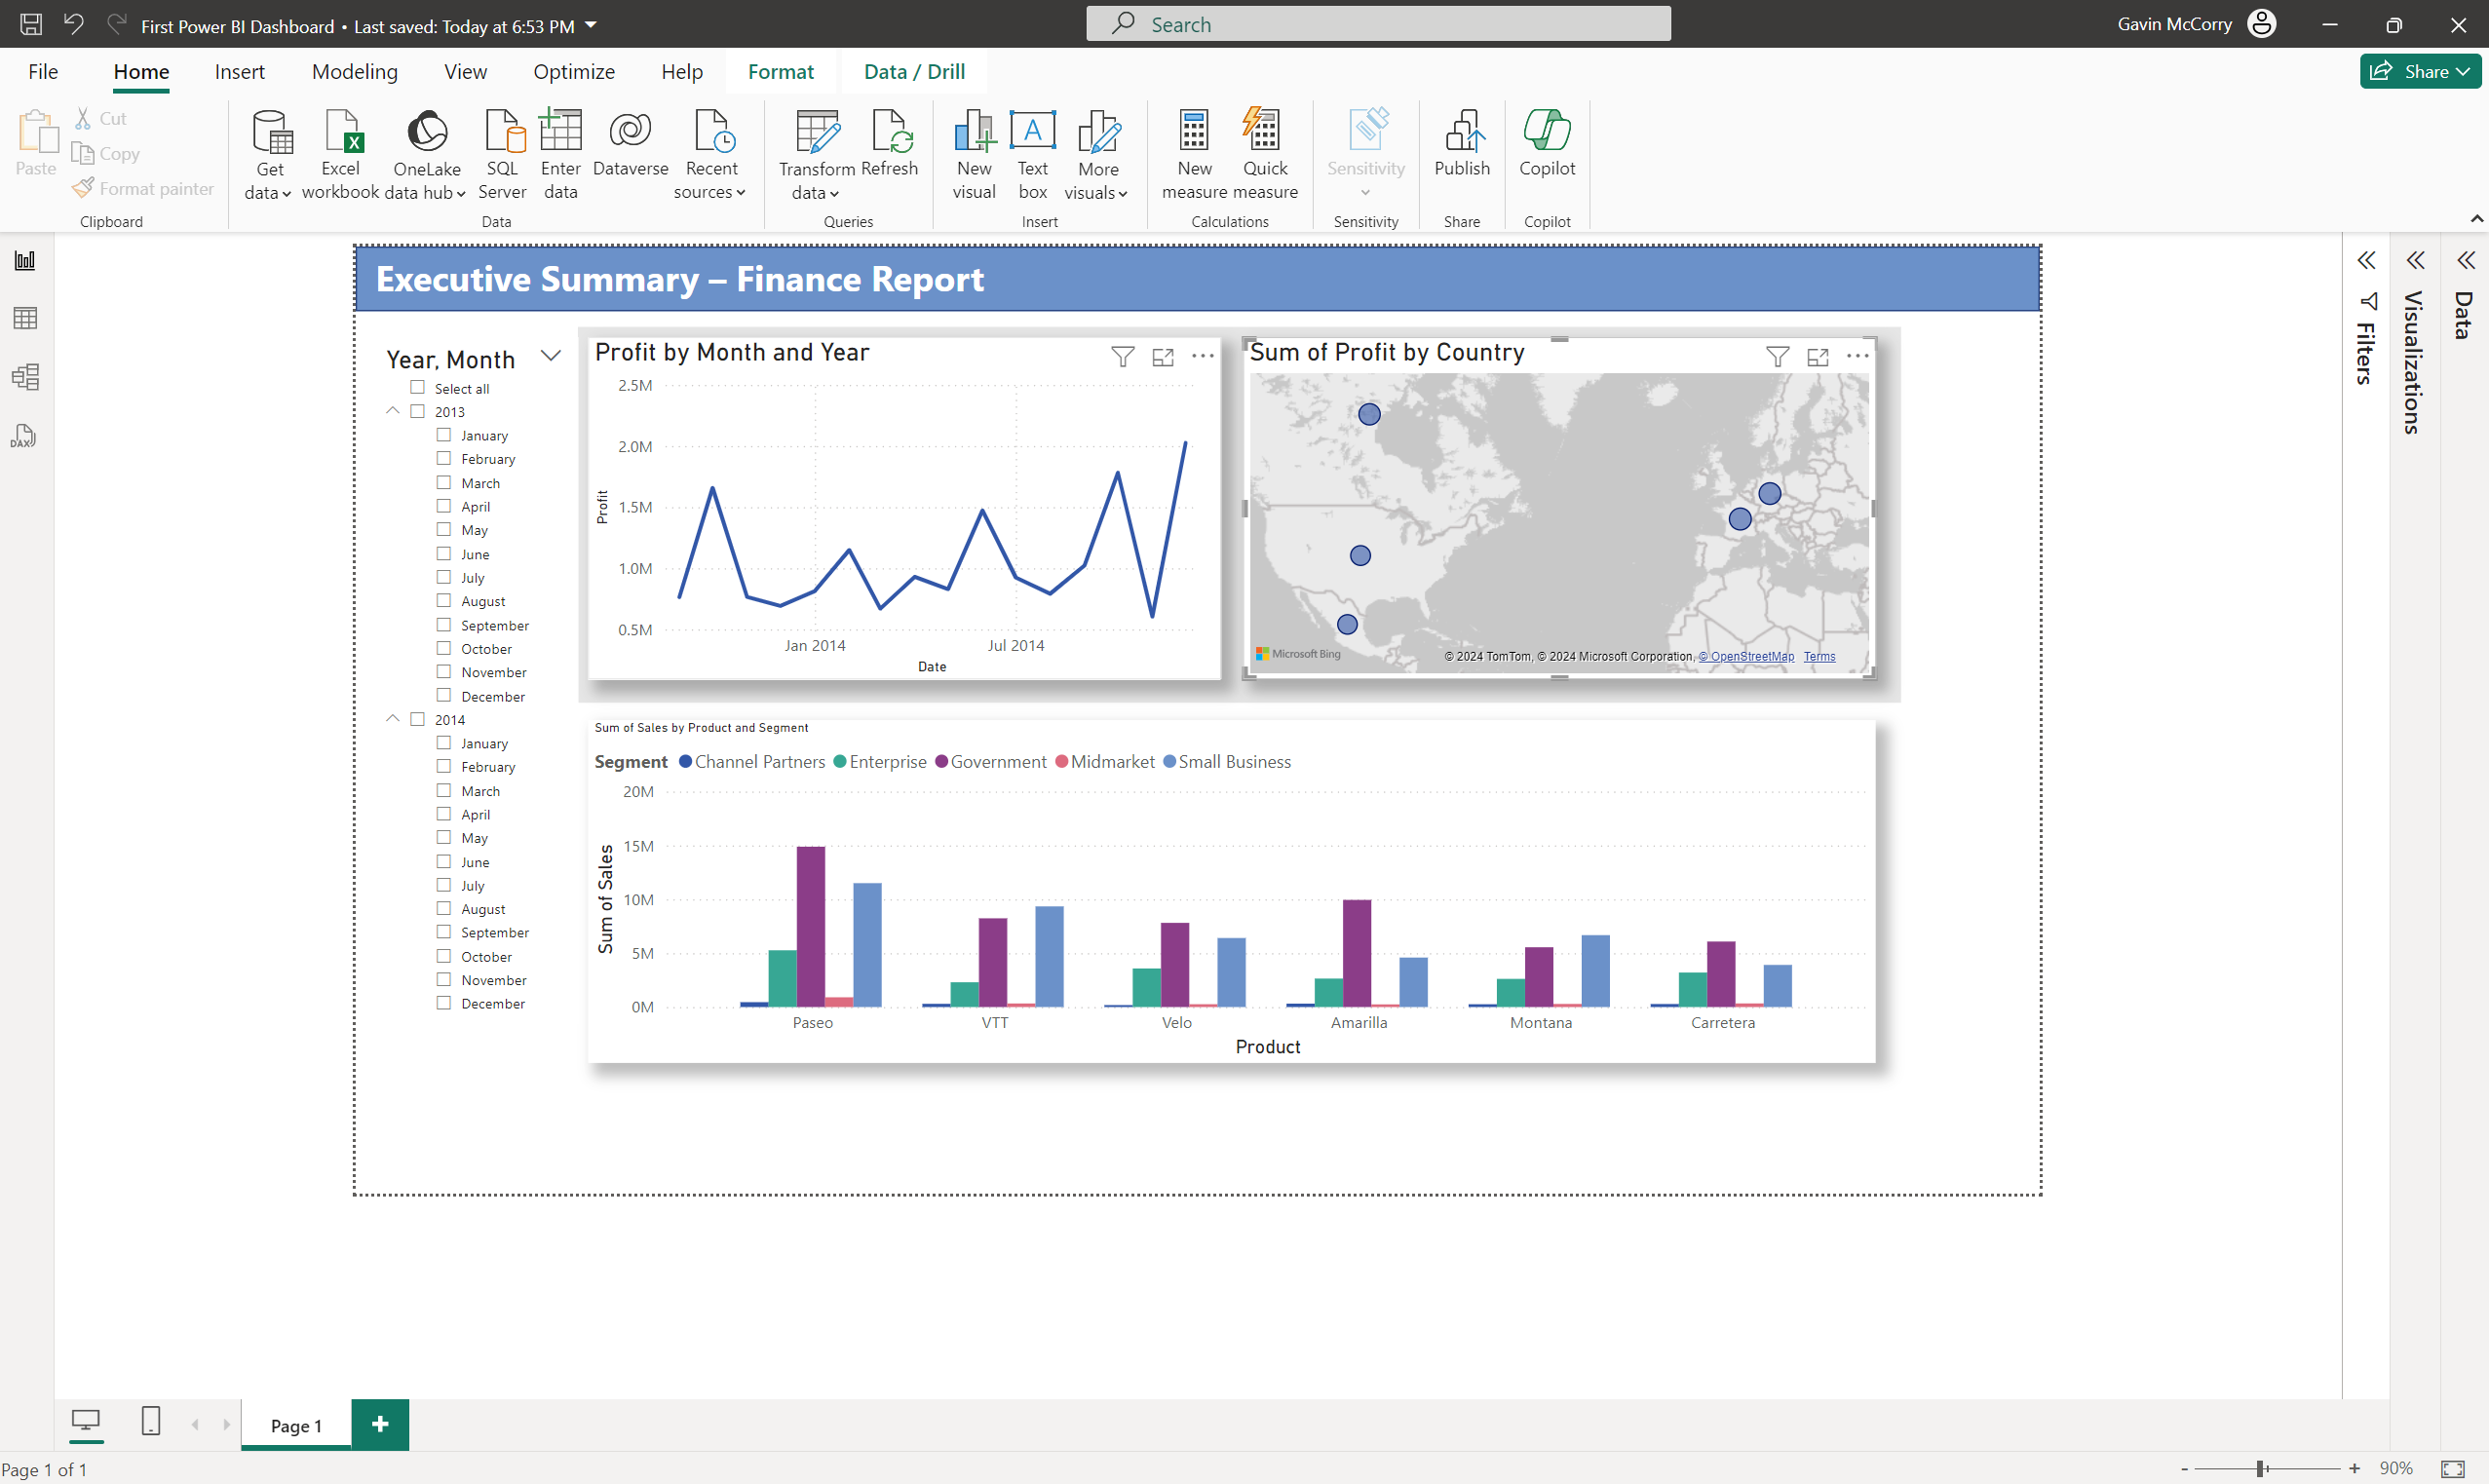 First Power BI Dashboard • Last saved: Today at 6:53 PM
Search
Gavin McCorry
File Home Insert Modeling View Optimize Help Format Data / Drill
Share
Paste
Cut
Copy
Format painter
Clipboard
Get data
Excel workbook
OneLake data hub
SQL Server
Enter data
Dataverse
Recent sources
Data
Transform data
Refresh
Queries
New visual
Text box
More visuals
Insert
New measure
Quick measure
Calculations
Sensitivity
Sensitivity
Publish
Share
Copilot
Copilot
DAX
Executive Summary – Finance Report
Year, Month
Select all
2013
January
February
March
April
May
June
July
August
September
October
November
December
2014
January
February
March
April
May
June
July
August
September
October
November
December
Profit by Month and Year
2.5M
2.0M
1.5M
1.0M
0.5M
Profit
Jan 2014 Jul 2014
Date
Sum of Profit by Country
Microsoft Bing
© 2024 TomTom, © 2024 Microsoft Corporation, © OpenStreetMap Terms
Sum of Sales by Product and Segment
Segment Channel Partners Enterprise Government Midmarket Small Business
20M
15M
10M
5M
0M
Sum of Sales
Paseo VTT Velo Amarilla Montana Carretera
Product
Filters
Visualizations
Data
Page 1
Page 1 of 1
- + 90%